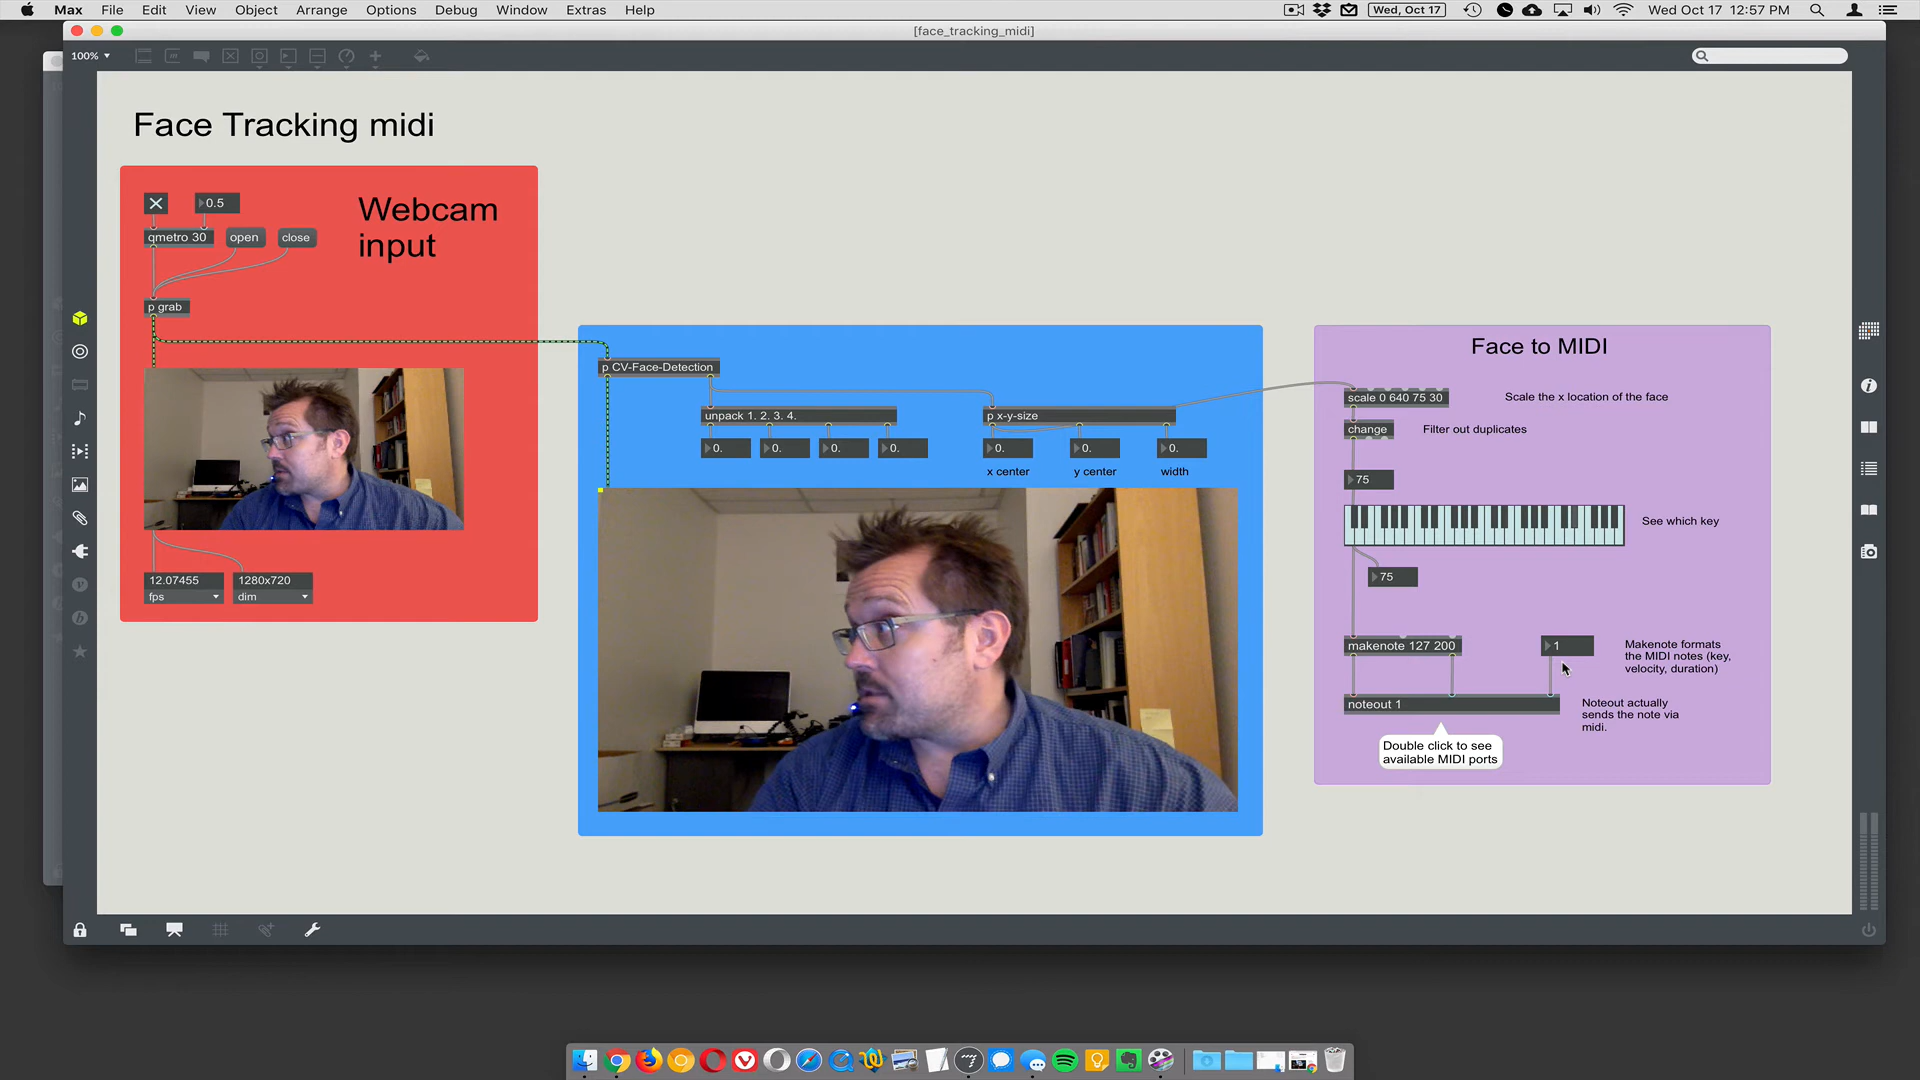 Max File Edit View Object Arrange Options Debug Window Extras Help
Wed, Oct 17
Wed Oct 17 12:57 PM
[face_tracking_midi]
100%
Face Tracking midi
0.5
Webcam
input
qmetro 30
open
close
p grab
12.07455
fps
1280x720
dim
p CV-Face-Detection
unpack 1. 2. 3. 4.
p x-y-size
0.
0.
0.
0.
0.
0.
0.
x center
y center
width
Face to MIDI
scale 0 640 75 30
Scale the x location of the face
change
Filter out duplicates
75
See which key
75
makenote 127 200
1
Makenote formats
the MIDI notes (key,
velocity, duration)
noteout 1
Noteout actually
sends the note via
midi.
Double click to see
available MIDI ports